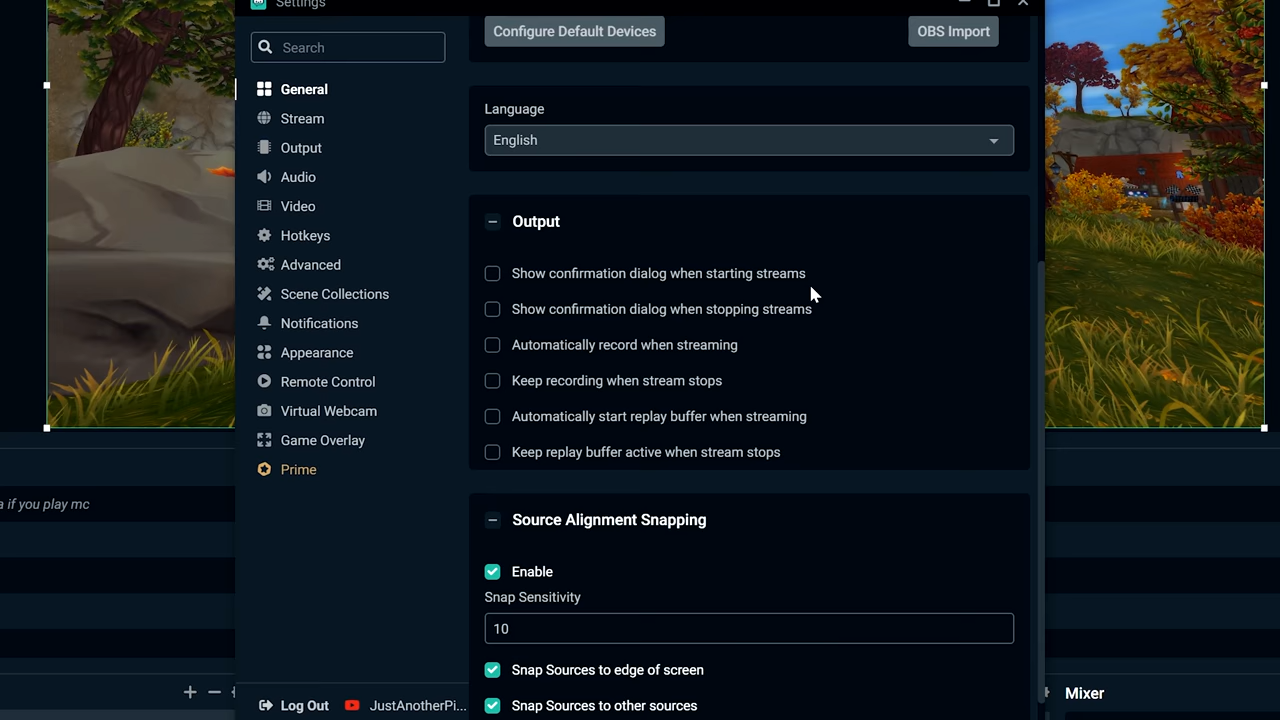 Settings
Search
General
Stream
Output
Audio
Video
Hotkeys
Advanced
Scene Collections
Notifications
Appearance
Remote Control
Virtual Webcam
Game Overlay
Prime
Log Out
JustAnotherPi...
Configure Default Devices
OBS Import
Language
English
Output
Show confirmation dialog when starting streams
Show confirmation dialog when stopping streams
Automatically record when streaming
Keep recording when stream stops
Automatically start replay buffer when streaming
Keep replay buffer active when stream stops
Source Alignment Snapping
Enable
Snap Sensitivity
10
Snap Sources to edge of screen
Snap Sources to other sources
a if you play mc
Mixer